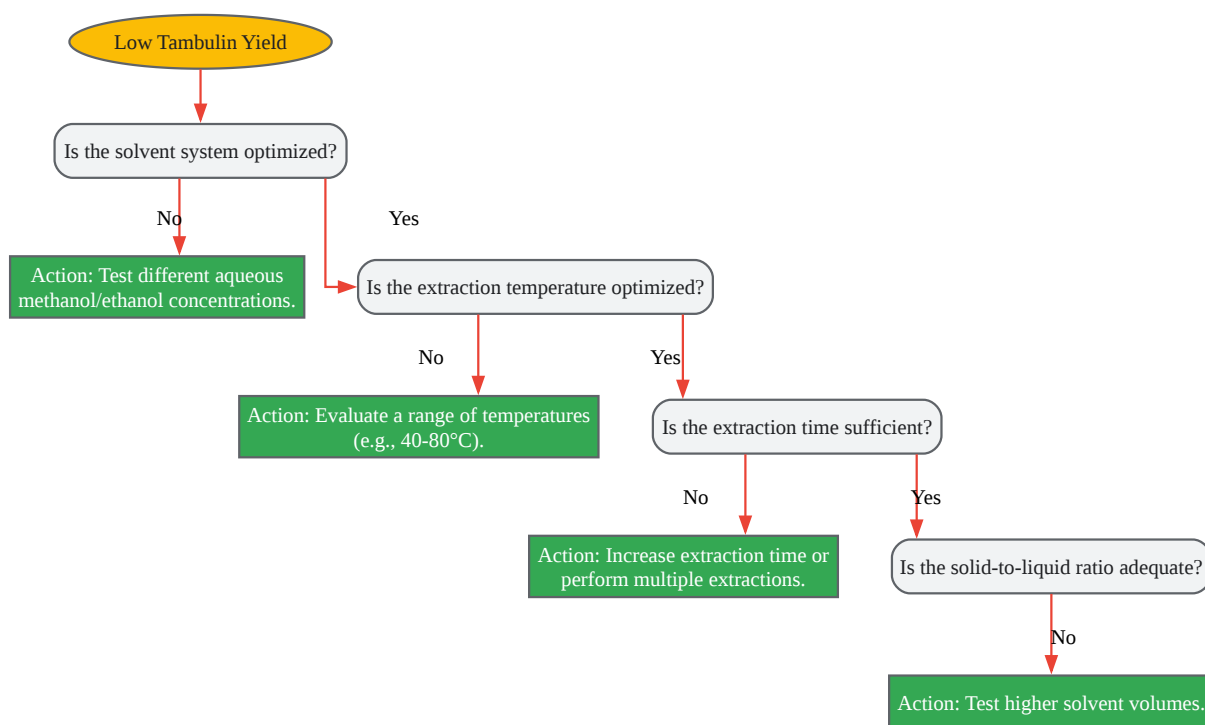 Low Tambulin Yield
Is the solvent system optimized?
No
Yes
Action: Test different aqueous
methanol/ethanol concentrations.
Is the extraction temperature optimized?
No
Yes
Action: Evaluate a range of temperatures
(e.g., 40-80°C).
Is the extraction time sufficient?
No
Yes
Action: Increase extraction time or
perform multiple extractions.
Is the solid-to-liquid ratio adequate?
No
Action: Test higher solvent volumes.